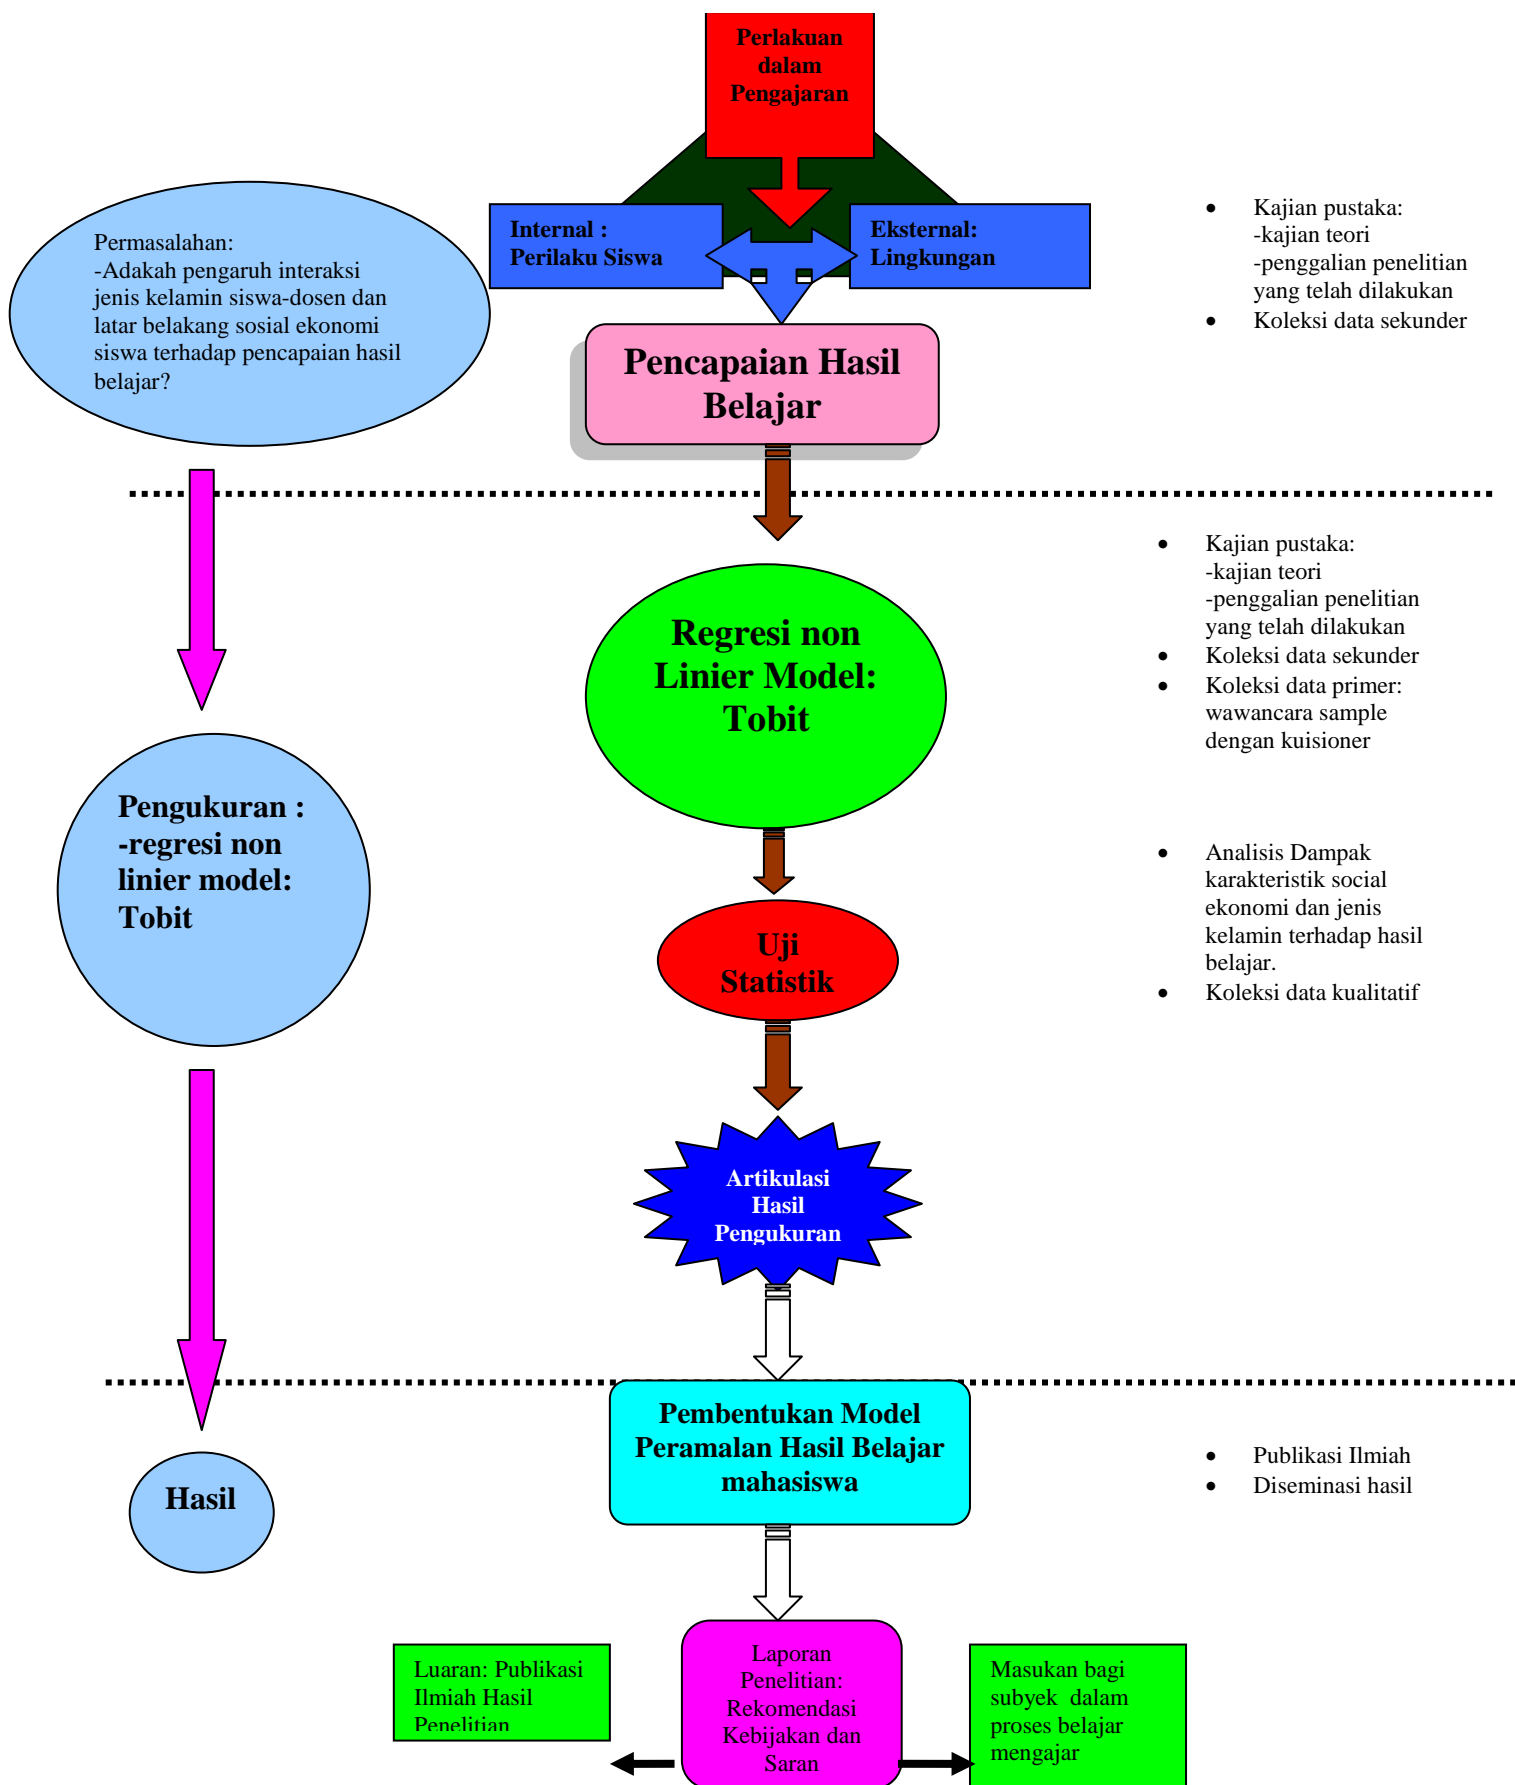 Perlakuan
dalam
Pengajaran
Internal :
Perilaku Siswa
Eksternal:
Lingkungan
Permasalahan:
-Adakah pengaruh interaksi
jenis kelamin siswa-dosen dan
latar belakang sosial ekonomi
siswa terhadap pencapaian hasil
belajar?
Pencapaian Hasil
Belajar
• Kajian pustaka:
-kajian teori
-penggalian penelitian
yang telah dilakukan
• Koleksi data sekunder
Regresi non
Linier Model:
Tobit
• Kajian pustaka:
-kajian teori
-penggalian penelitian
yang telah dilakukan
• Koleksi data sekunder
• Koleksi data primer:
wawancara sample
dengan kuisioner
Pengukuran :
-regresi non
linier model:
Tobit
Uji
Statistik
• Analisis Dampak
karakteristik social
ekonomi dan jenis
kelamin terhadap hasil
belajar.
• Koleksi data kualitatif
Artikulasi
Hasil
Pengukuran
Pembentukan Model
Peramalan Hasil Belajar
mahasiswa
Hasil
• Publikasi Ilmiah
• Diseminasi hasil
Luaran: Publikasi
Ilmiah Hasil
Penelitian
Laporan
Penelitian:
Rekomendasi
Kebijakan dan
Saran
Masukan bagi
subyek  dalam
proses belajar
mengajar